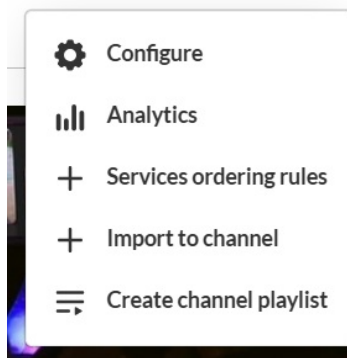 Configure
Analytics
Services ordering rules
Import to channel
Create channel playlist